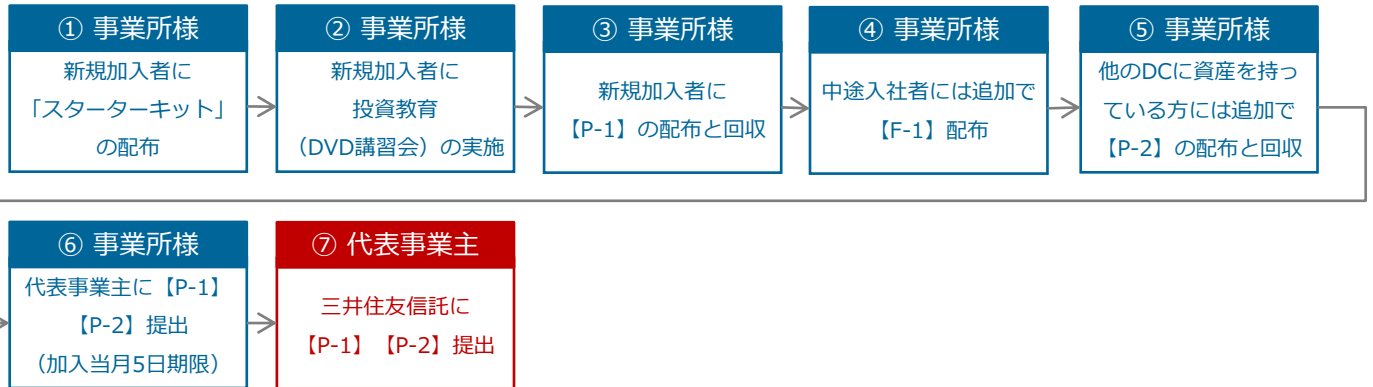 ① 事業所様
新規加入者に
「スターターキット」
の配布
② 事業所様
新規加入者に
投資教育
（DVD講習会）の実施
③ 事業所様
新規加入者に
【P-1】の配布と回収
④ 事業所様
中途入社者には追加で
【F-1】配布
⑤ 事業所様
他のDCに資産を持っ
ている方には追加で
【P-2】の配布と回収
⑥ 事業所様
代表事業主に【P-1】
【P-2】提出
（加入当月5日期限）
⑦ 代表事業主
三井住友信託に
【P-1】【P-2】提出